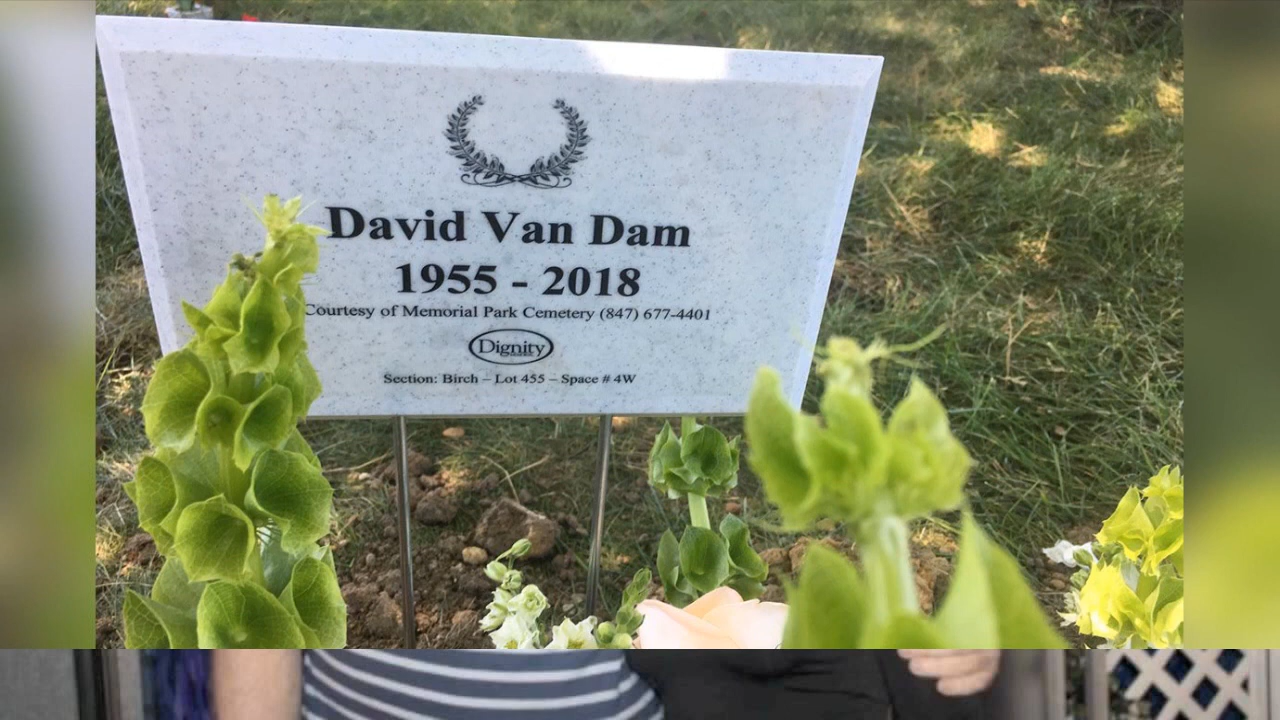 David Van Dam
1955 - 2018
Courtesy of Memorial Park Cemetery (847) 677-4401
Dignity
Section: Birch – Lot 455 – Space # 4W